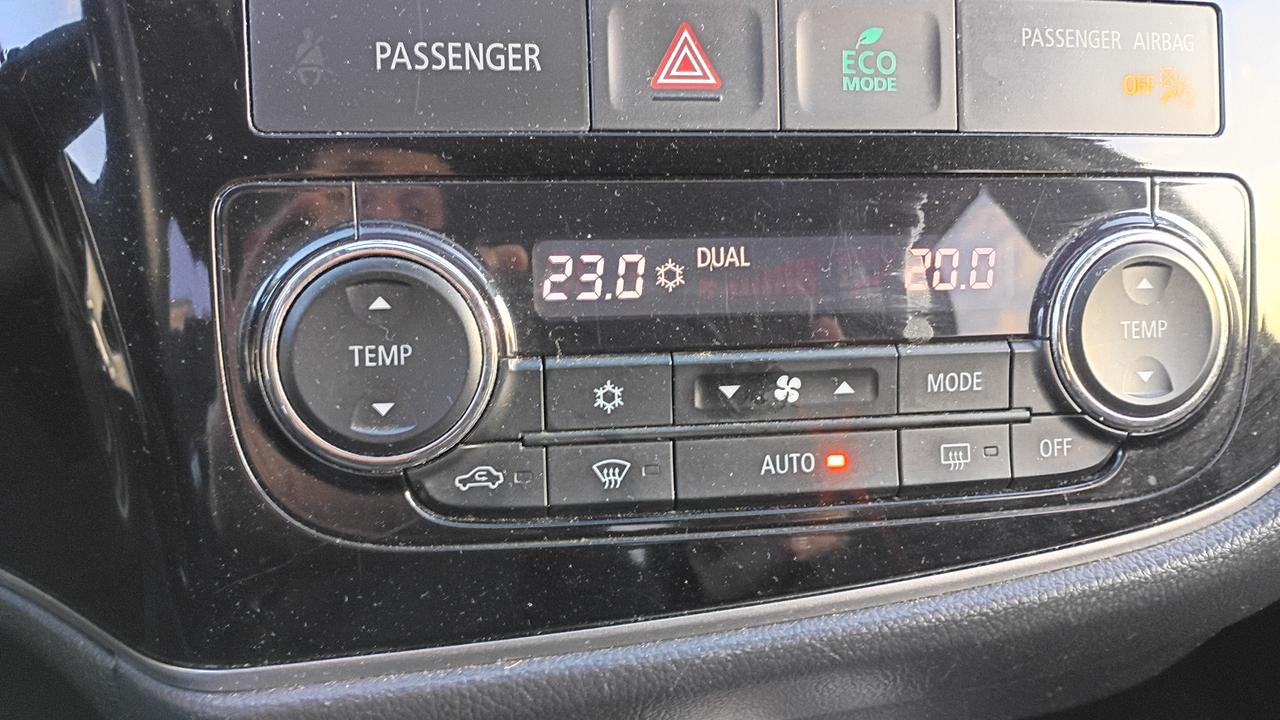 PASSENGER
ECO
MODE
PASSENGER AIRBAG
OFF
23.0 DUAL 20.0
TEMP
TEMP
MODE
AUTO
OFF